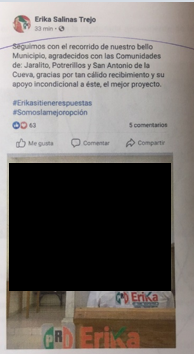 Erika Salinas Trejo
33 min ·
Seguimos con el recorrido de nuestro bello
Municipio, agradecidos con las Comunidades
de: Jaralito, Potrerillos y San Antonio de la
Cueva, gracias por tan cálido recibimiento y su
apoyo incondicional a éste, el mejor proyecto.
#Erikasitienerespuestas
#Somoslamejoropción
63 5 comentarios
Me gusta Comentar Compartir
Erika
PRI Erika